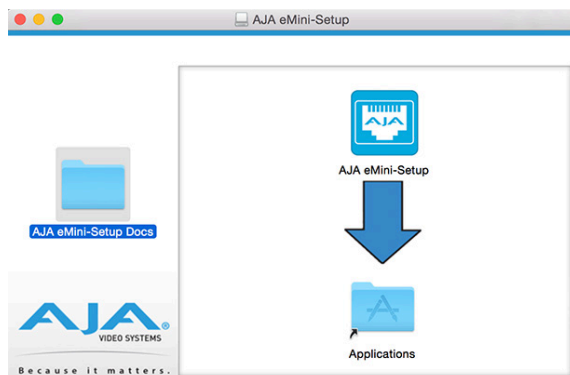 AJA eMini-Setup
AJA
AJA eMini-Setup
AJA eMini-Setup Docs
Applications
AJA®
VIDEO SYSTEMS
Because it matters.